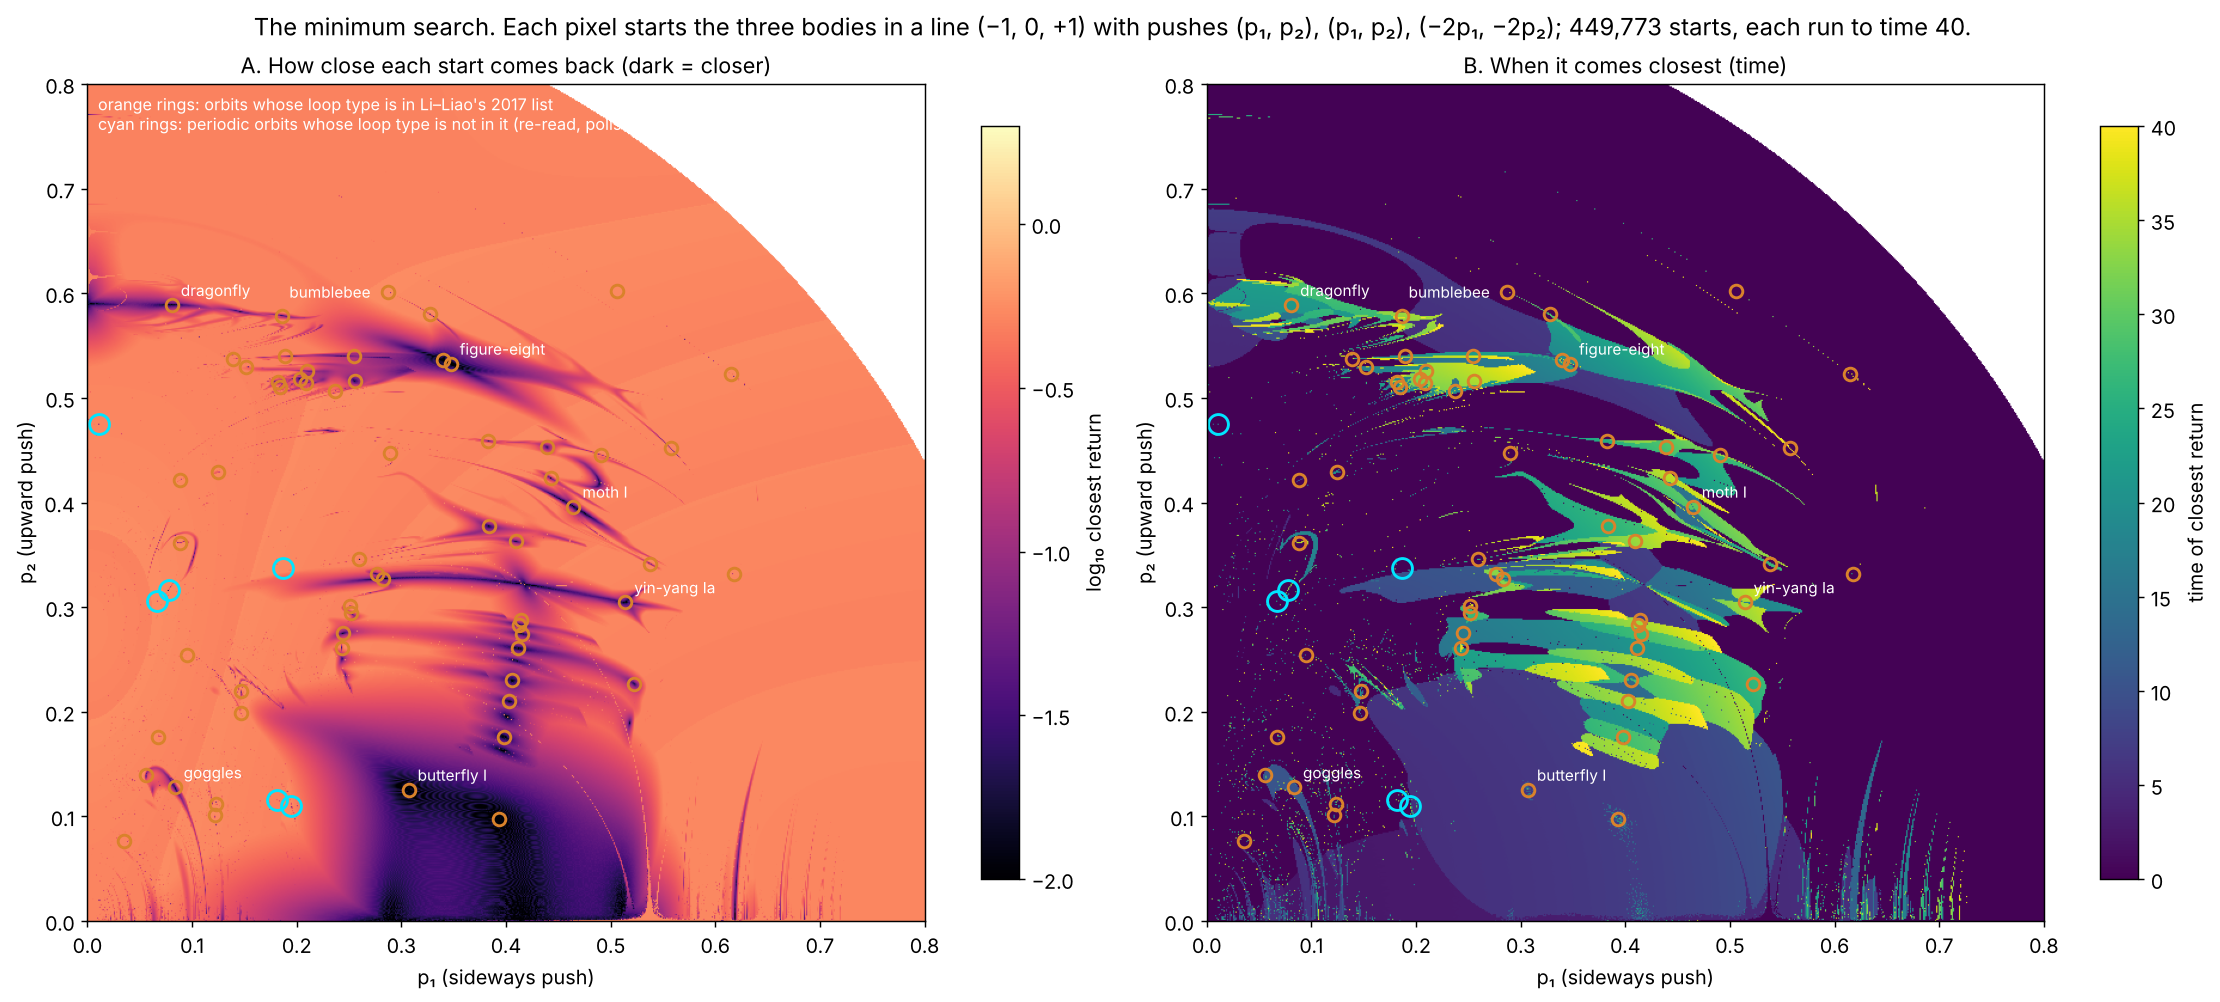 The minimum search. Each pixel starts the three bodies in a line (−1, 0, +1) with pushes (p₁, p₂), (p₁, p₂), (−2p₁, −2p₂); 449,773 starts, each run to time 40.
A. How close each start comes back (dark = closer)
orange rings: orbits whose loop type is in Li–Liao's 2017 list
cyan rings: periodic orbits whose loop type is not in it (re-read, polis
dragonfly
bumblebee
figure-eight
moth I
yin-yang Ia
goggles
butterfly I
0.8
0.7
0.6
0.5
0.4
0.3
0.2
0.1
0.0
p₂ (upward push)
0.0 0.1 0.2 0.3 0.4 0.5 0.6 0.7 0.8
p₁ (sideways push)
0.0
−0.5
−1.0
−1.5
−2.0
log₁₀ closest return
B. When it comes closest (time)
dragonfly
bumblebee
figure-eight
moth I
yin-yang Ia
goggles
butterfly I
0.8
0.7
0.6
0.5
0.4
0.3
0.2
0.1
0.0
p₂ (upward push)
0.0 0.1 0.2 0.3 0.4 0.5 0.6 0.7 0.8
p₁ (sideways push)
40
35
30
25
20
15
10
5
0
time of closest return